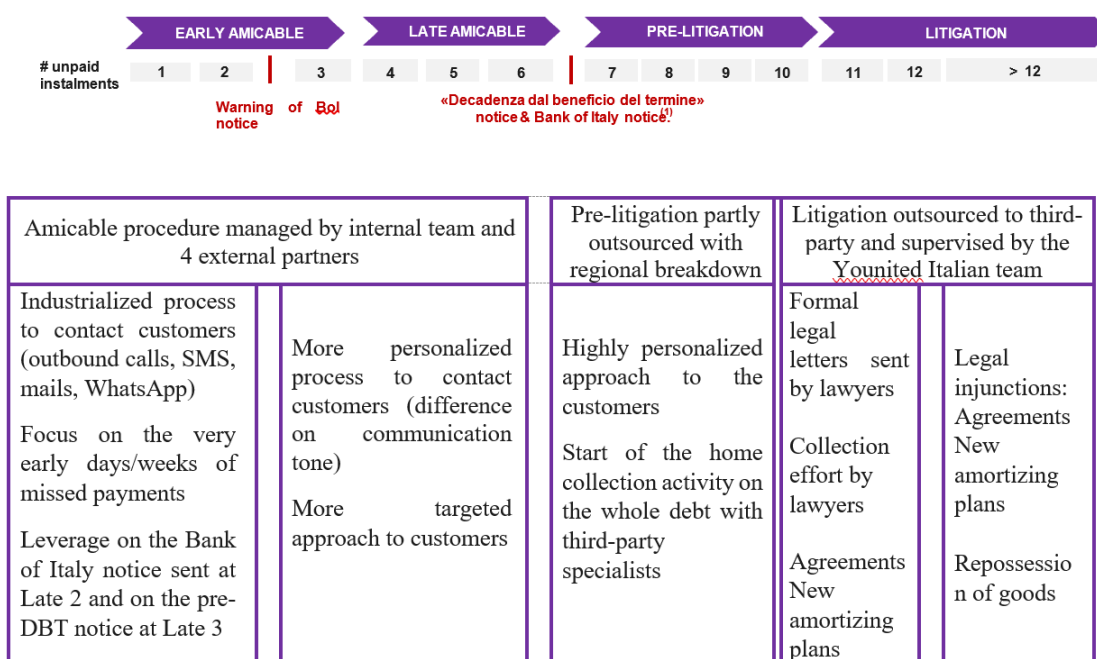 EARLY AMICABLE
LATE AMICABLE
PRE-LITIGATION
LITIGATION
# unpaid
instalments
1
2
3
4
5
6
7
8
9
10
11
12
> 12
Warning of BoI
notice
«Decadenza dal beneficio del termine»
notice & Bank of Italy notice.(1)
Amicable procedure managed by internal team and
4 external partners
Pre-litigation partly
outsourced with
regional breakdown
Litigation outsourced to third-
party and supervised by the
Younited Italian team
Industrialized process
to contact customers
(outbound calls, SMS,
mails, WhatsApp)
Focus on the very
early days/weeks of
missed payments
Leverage on the Bank
of Italy notice sent at
Late 2 and on the pre-
DBT notice at Late 3
More personalized
process to contact
customers (difference
on communication
tone)
More targeted
approach to customers
Highly personalized
approach to the
customers
Start of the home
collection activity on
the whole debt with
third-party
specialists
Formal
legal
letters sent
by lawyers
Collection
effort by
lawyers
Agreements
New
amortizing
plans
Legal
injunctions:
Agreements
New
amortizing
plans
Repossessio
n of goods